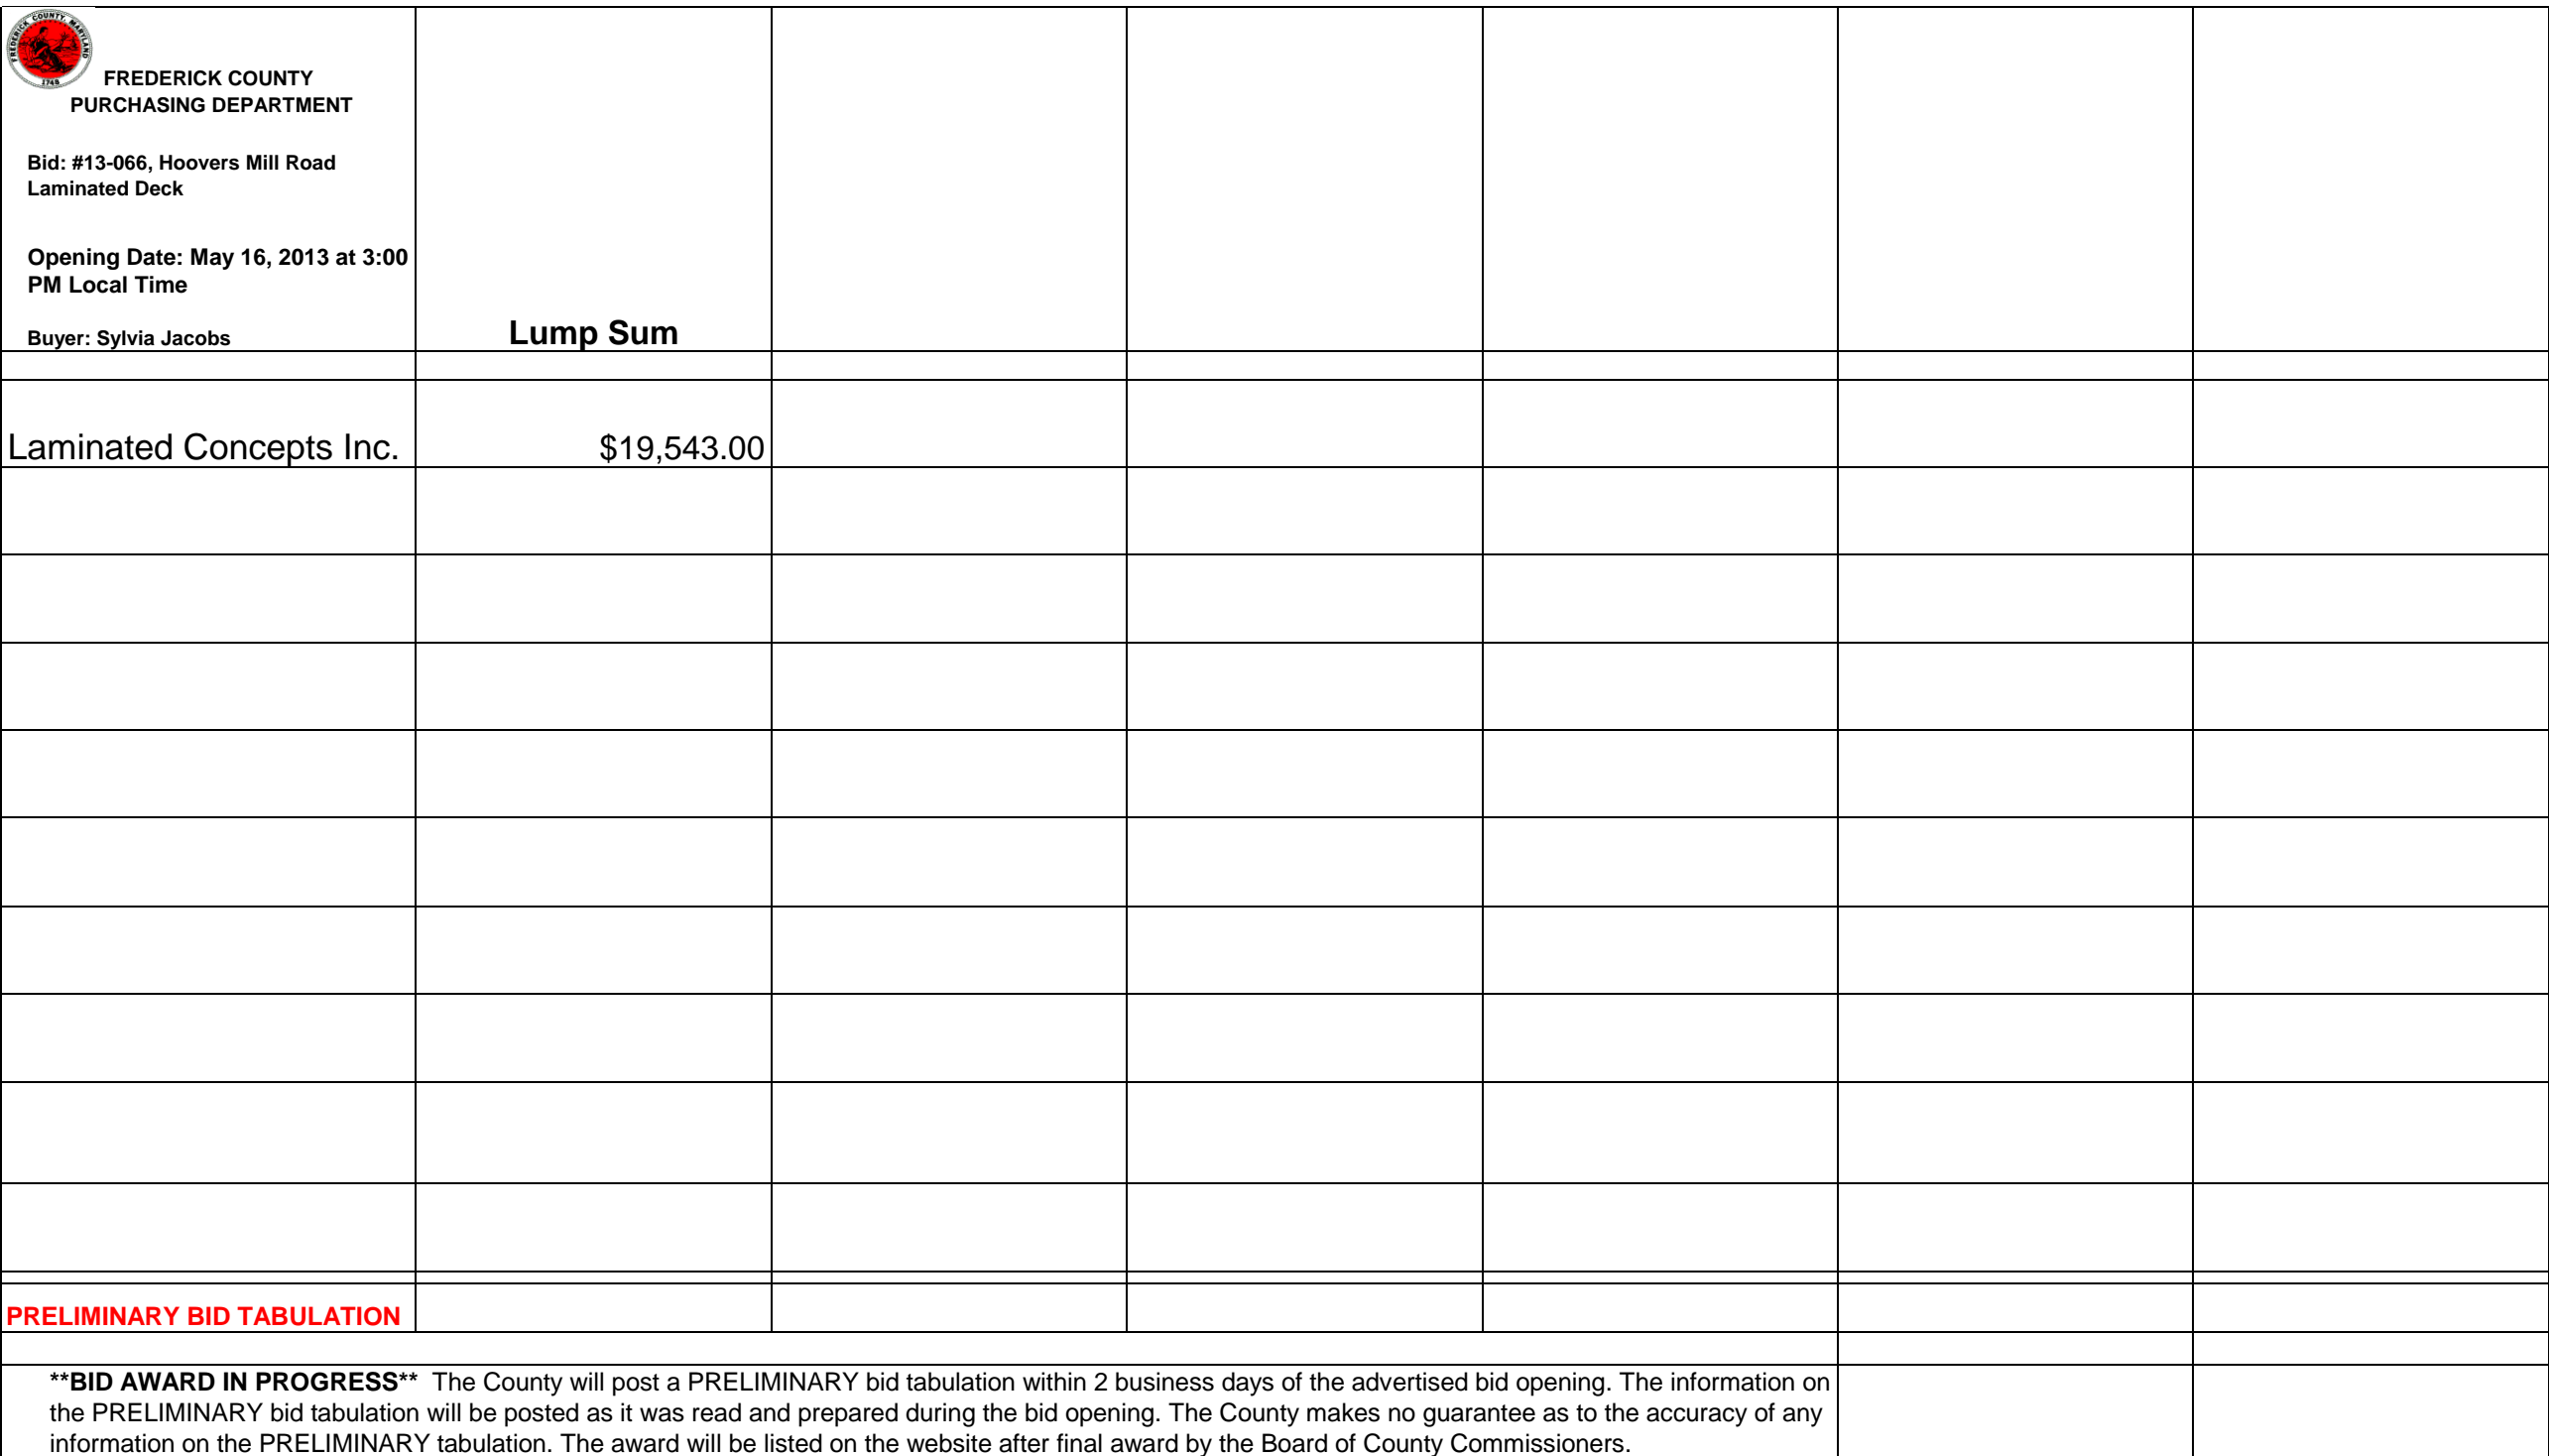 FREDERICK COUNTY, MARYLAND
1748
FREDERICK COUNTY
PURCHASING DEPARTMENT
Bid: #13-066, Hoovers Mill Road
Laminated Deck
Opening Date: May 16, 2013 at 3:00
PM Local Time
Buyer: Sylvia Jacobs
Lump Sum
Laminated Concepts Inc.
$19,543.00
PRELIMINARY BID TABULATION
**BID AWARD IN PROGRESS** The County will post a PRELIMINARY bid tabulation within 2 business days of the advertised bid opening. The information on
the PRELIMINARY bid tabulation will be posted as it was read and prepared during the bid opening. The County makes no guarantee as to the accuracy of any
information on the PRELIMINARY tabulation. The award will be listed on the website after final award by the Board of County Commissioners.